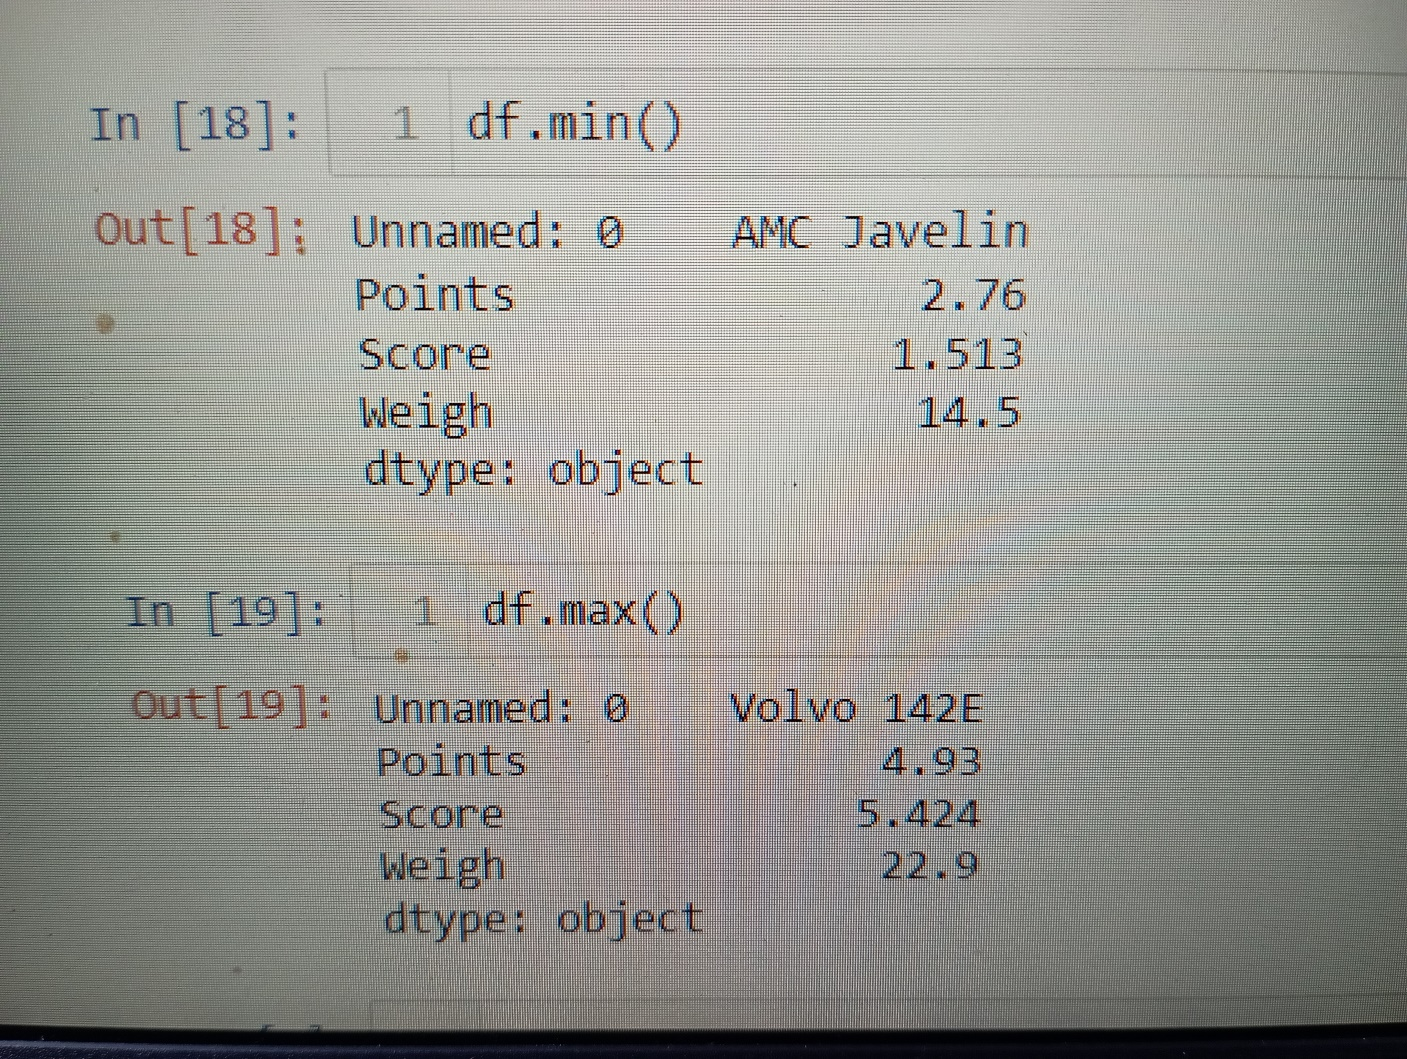 In [18]: 1 df.min()
Out[18]: Unnamed: 0 AMC Javelin
Points 2.76
Score 1.513
Weigh 14.5
dtype: object
In [19]: 1 df.max()
Out[19]: Unnamed: 0 Volvo 142E
Points 4.93
Score 5.424
Weigh 22.9
dtype: object